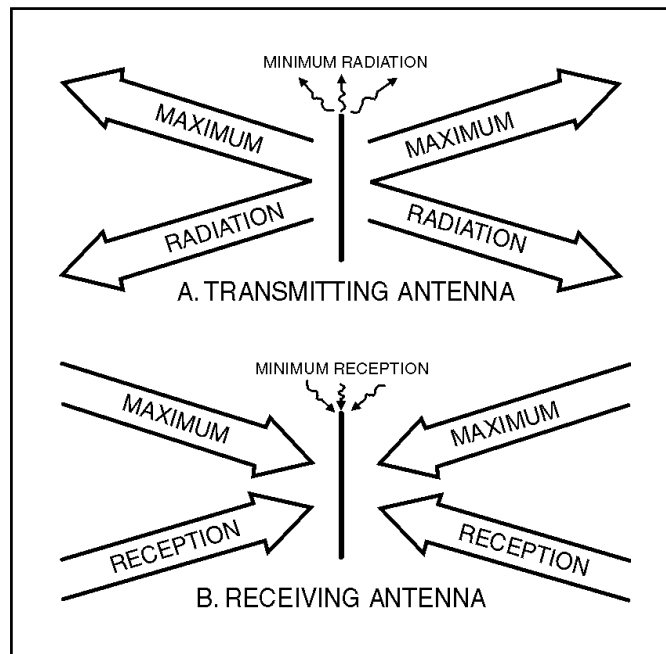 MINIMUM RADIATION
MAXIMUM
MAXIMUM
RADIATION
RADIATION
A. TRANSMITTING ANTENNA
MINIMUM RECEPTION
MAXIMUM
MAXIMUM
RECEPTION
RECEPTION
B. RECEIVING ANTENNA